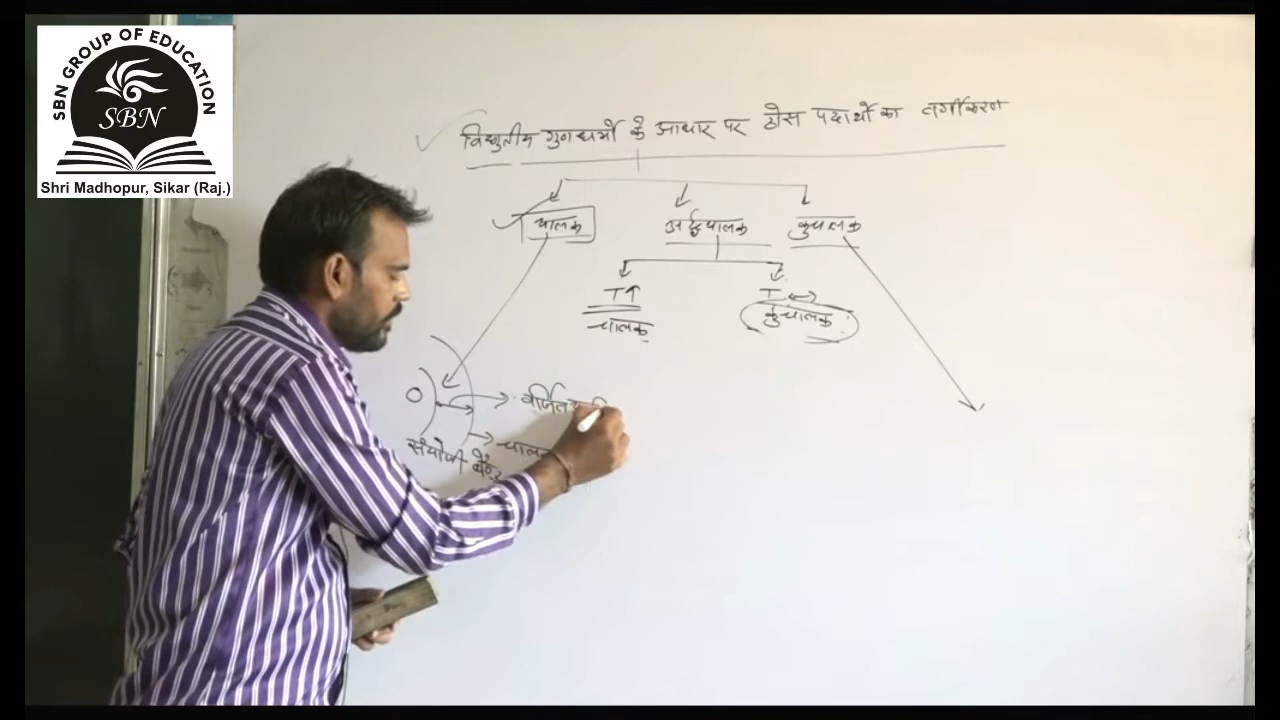 SBN GROUP OF EDUCATION
SBN
Shri Madhopur, Sikar (Raj.)
विद्युतीय गुणधर्मो के आधार पर ठोस पदार्थो का वर्गीकरण
चालक अर्द्धचालक कुचालक
T↑ T
चालक कुचालक
वर्जित
संयोजी बैण्ड चालन